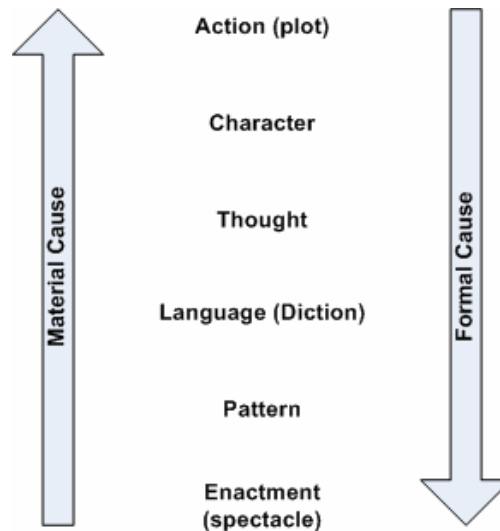 Action (plot)
Character
Thought
Material Cause
Formal Cause
Language (Diction)
Pattern
Enactment
(spectacle)